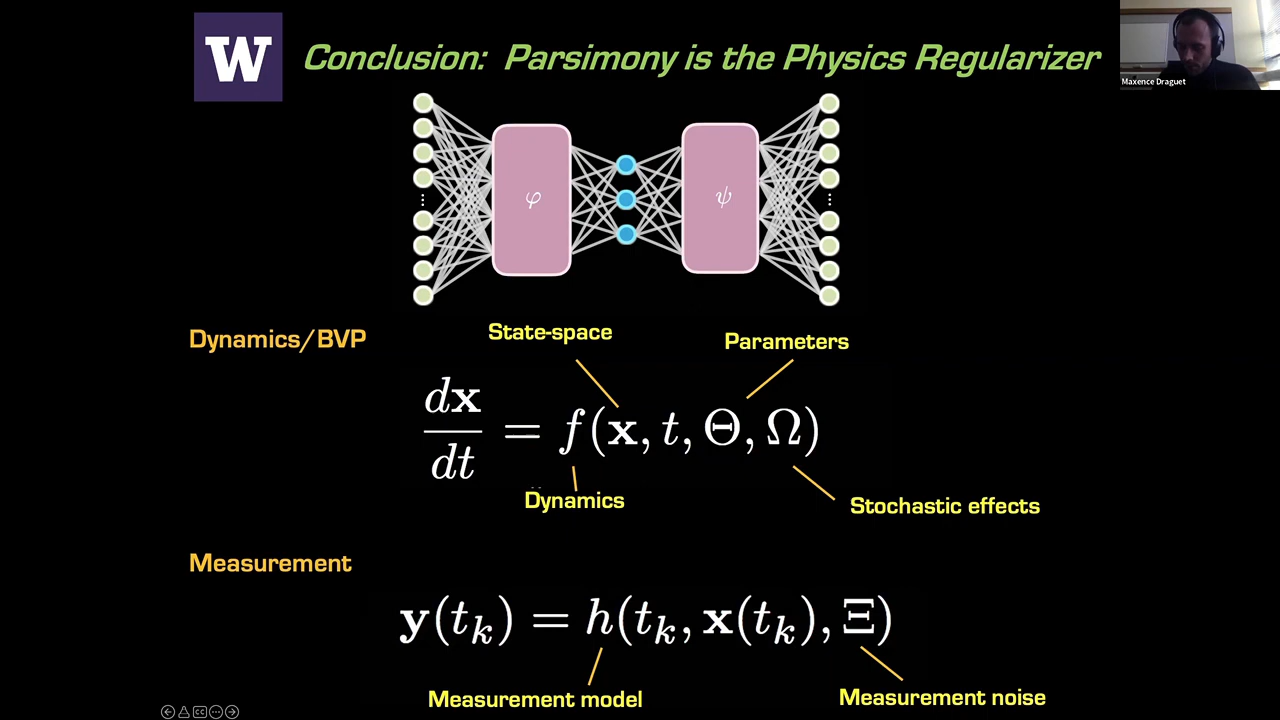 W
Conclusion: Parsimony is the Physics Regularizer
Maxence Draguet
φ
ψ
Dynamics/BVP
State-space
Parameters
d𝐱/dt = f(𝐱, t, Θ, Ω)
Dynamics
Stochastic effects
Measurement
𝐲(t_k) = h(t_k, 𝐱(t_k), Ξ)
Measurement model
Measurement noise
CC